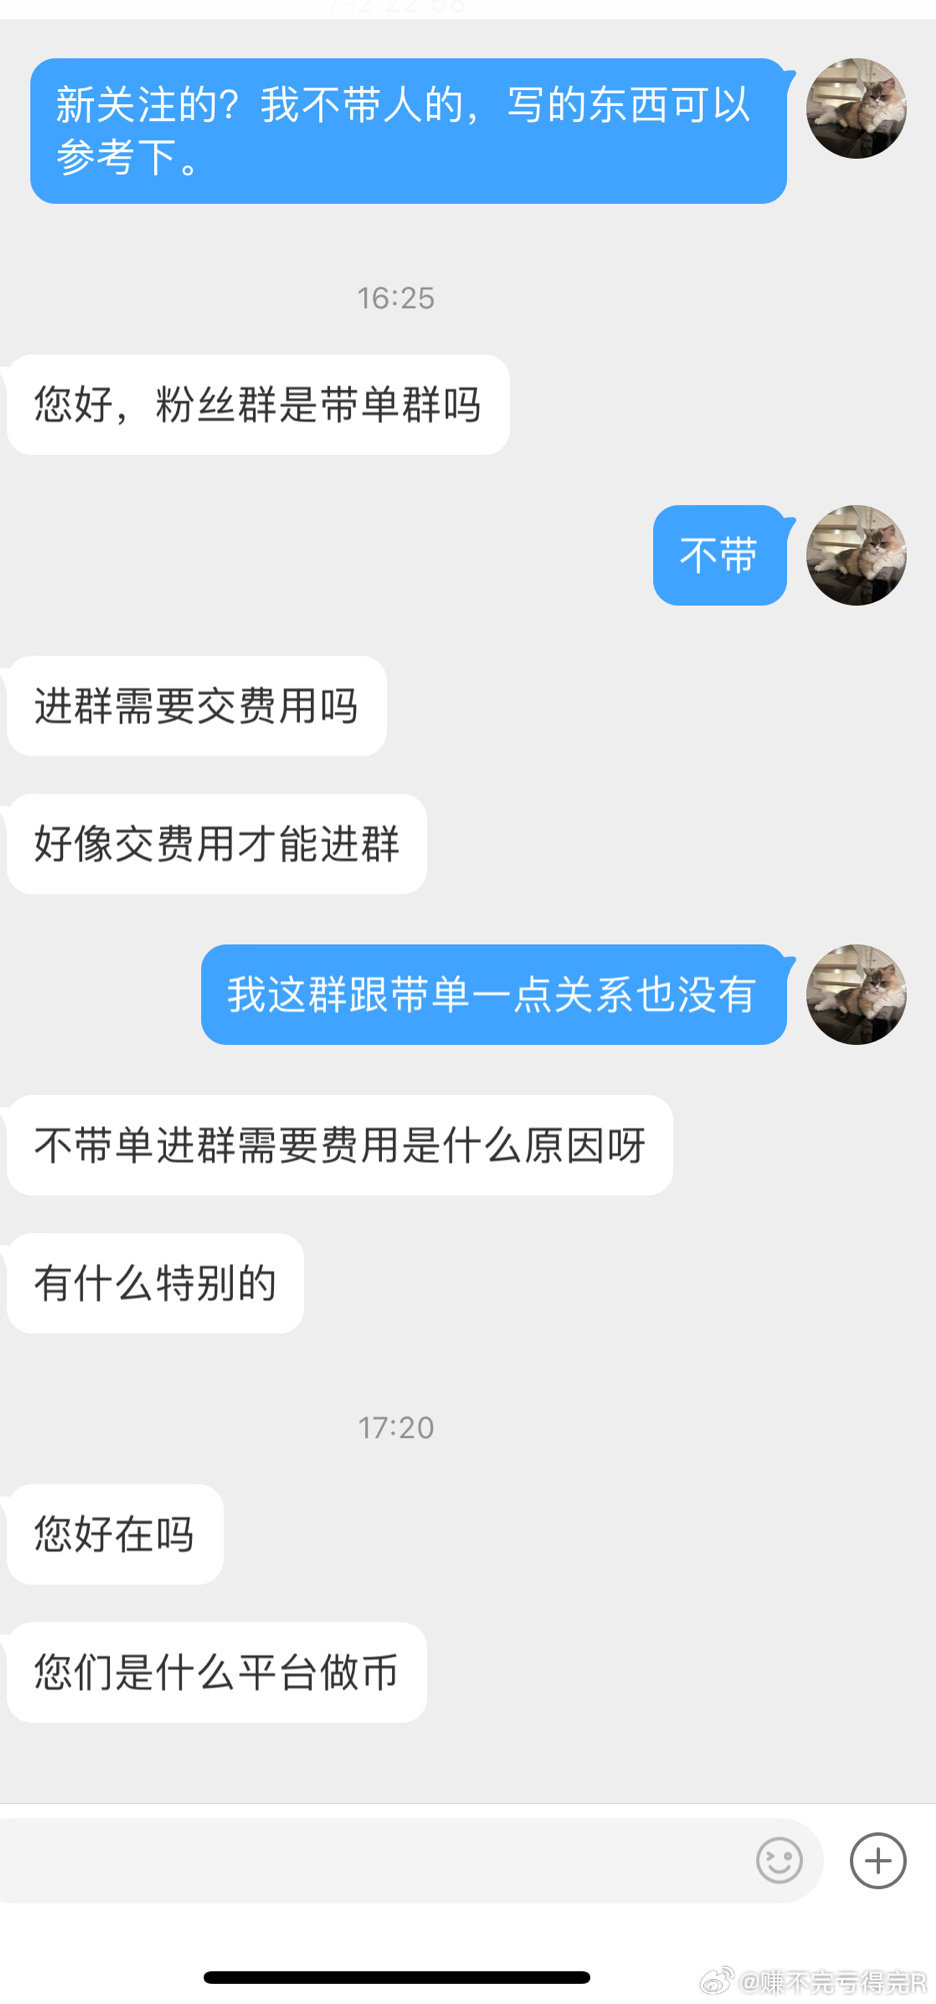 7-2 22:58
新关注的？我不带人的，写的东西可以
参考下。
16:25
您好，粉丝群是带单群吗
不带
进群需要交费用吗
好像交费用才能进群
我这群跟带单一点关系也没有
不带单进群需要费用是什么原因呀
有什么特别的
17:20
您好在吗
您们是什么平台做币
@赚不完亏得完R